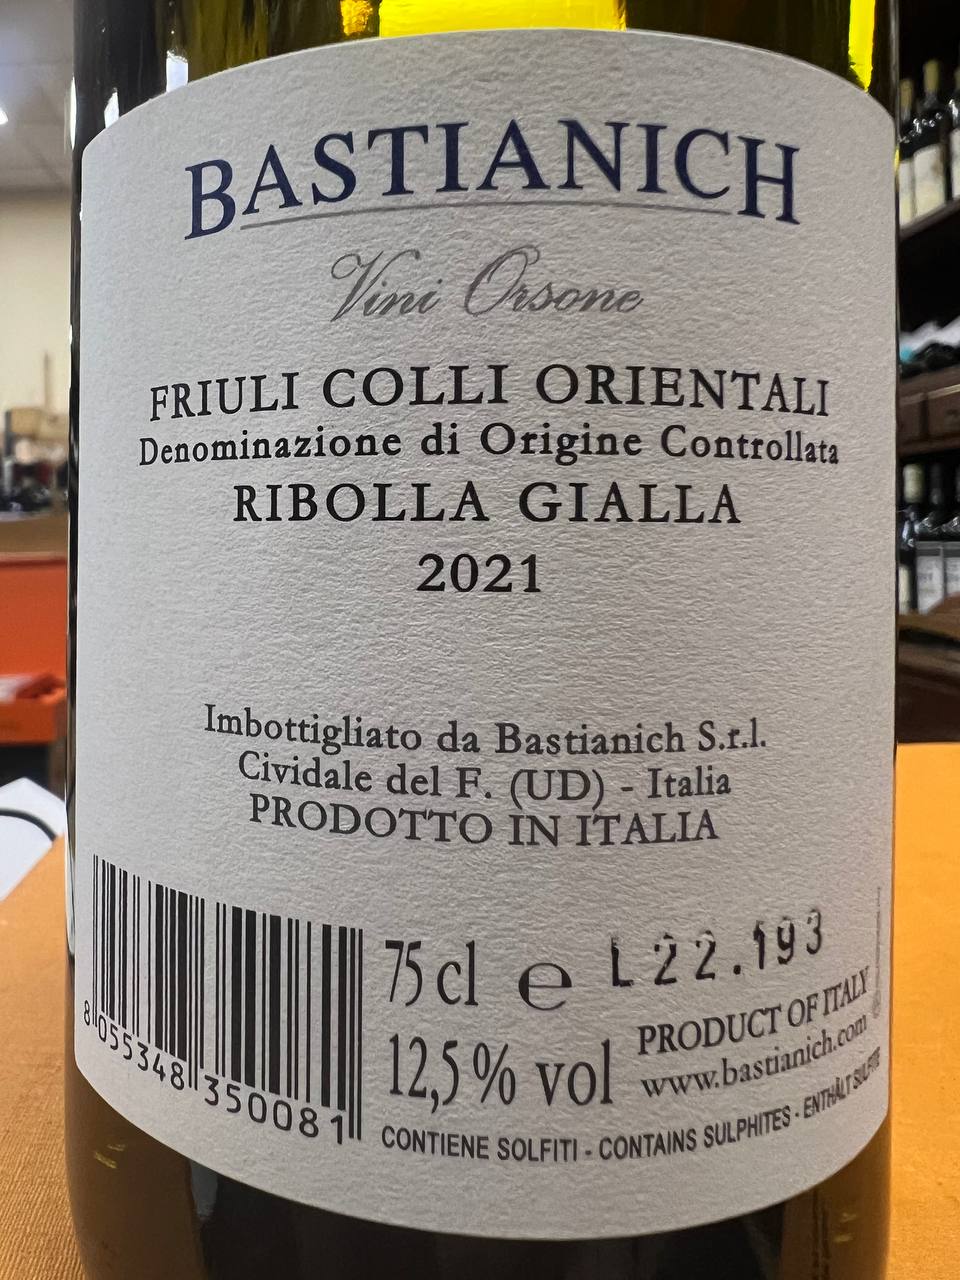 BASTIANICH
Vini Orsone
FRIULI COLLI ORIENTALI
Denominazione di Origine Controllata
RIBOLLA GIALLA
2021
Imbottigliato da Bastianich S.r.l.
Cividale del F. (UD) - Italia
PRODOTTO IN ITALIA
75 cl e L22.193
12,5% vol
PRODUCT OF ITALY
www.bastianich.com
CONTIENE SOLFITI - CONTAINS SULPHITES - ENTHÄLT SULFITE
8 055348 350081